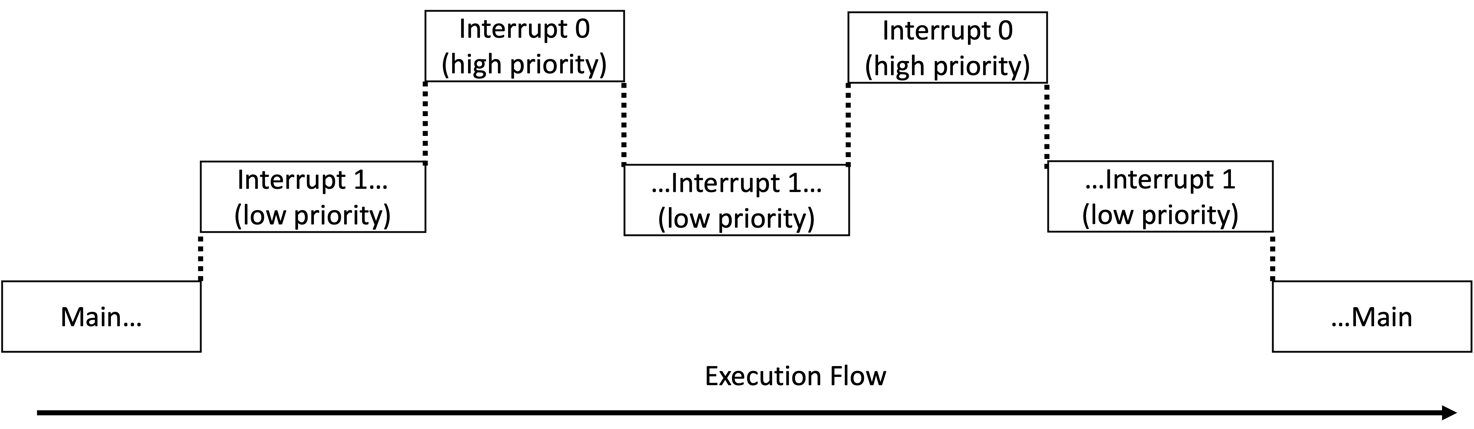 Interrupt 0
(high priority)
Interrupt 0
(high priority)
Interrupt 1...
(low priority)
...Interrupt 1...
(low priority)
...Interrupt 1
(low priority)
Main...
...Main
Execution Flow